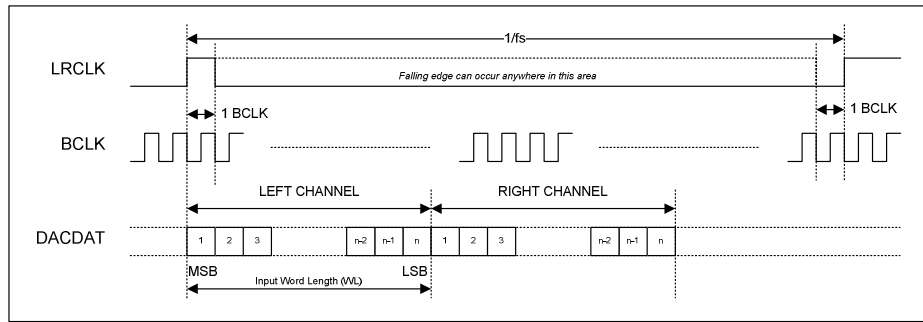 1/fs
LRCLK
Falling edge can occur anywhere in this area
1 BCLK 1 BCLK
BCLK
LEFT CHANNEL RIGHT CHANNEL
DACDAT 1 2 3 n-2 n-1 n 1 2 3 n-2 n-1 n
MSB LSB
Input Word Length (WL)